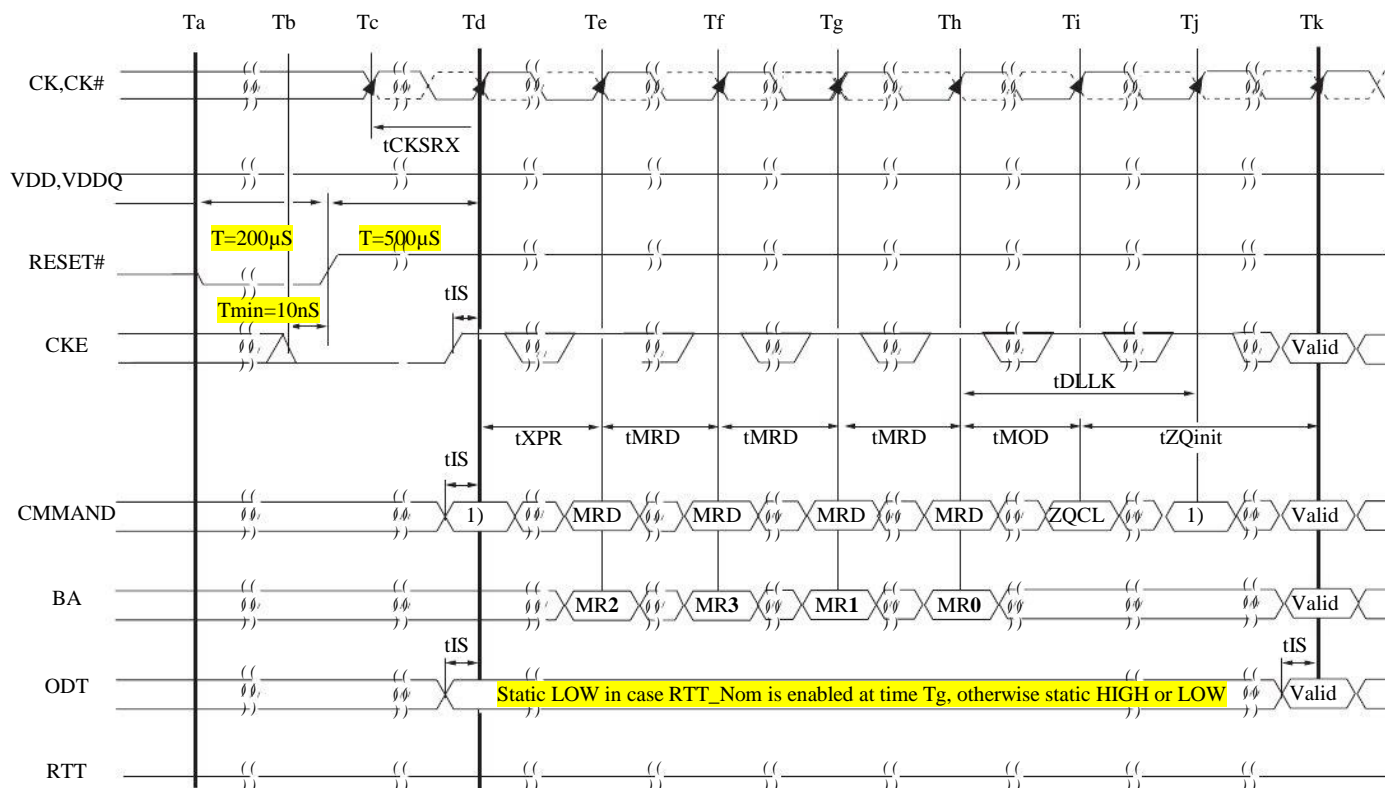 Ta Tb Tc Td Te Tf Tg Th Ti Tj Tk
CK,CK#
tCKSRX
VDD,VDDQ
T=200µS T=500µS
RESET#
Tmin=10nS tIS
CKE Valid
tDLLK
tXPR tMRD tMRD tMRD tMOD tZQinit
tIS
CMMAND 1) MRD MRD MRD MRD ZQCL 1) Valid
BA MR2 MR3 MR1 MR0 Valid
tIS tIS
ODT Static LOW in case RTT_Nom is enabled at time Tg, otherwise static HIGH or LOW Valid
RTT